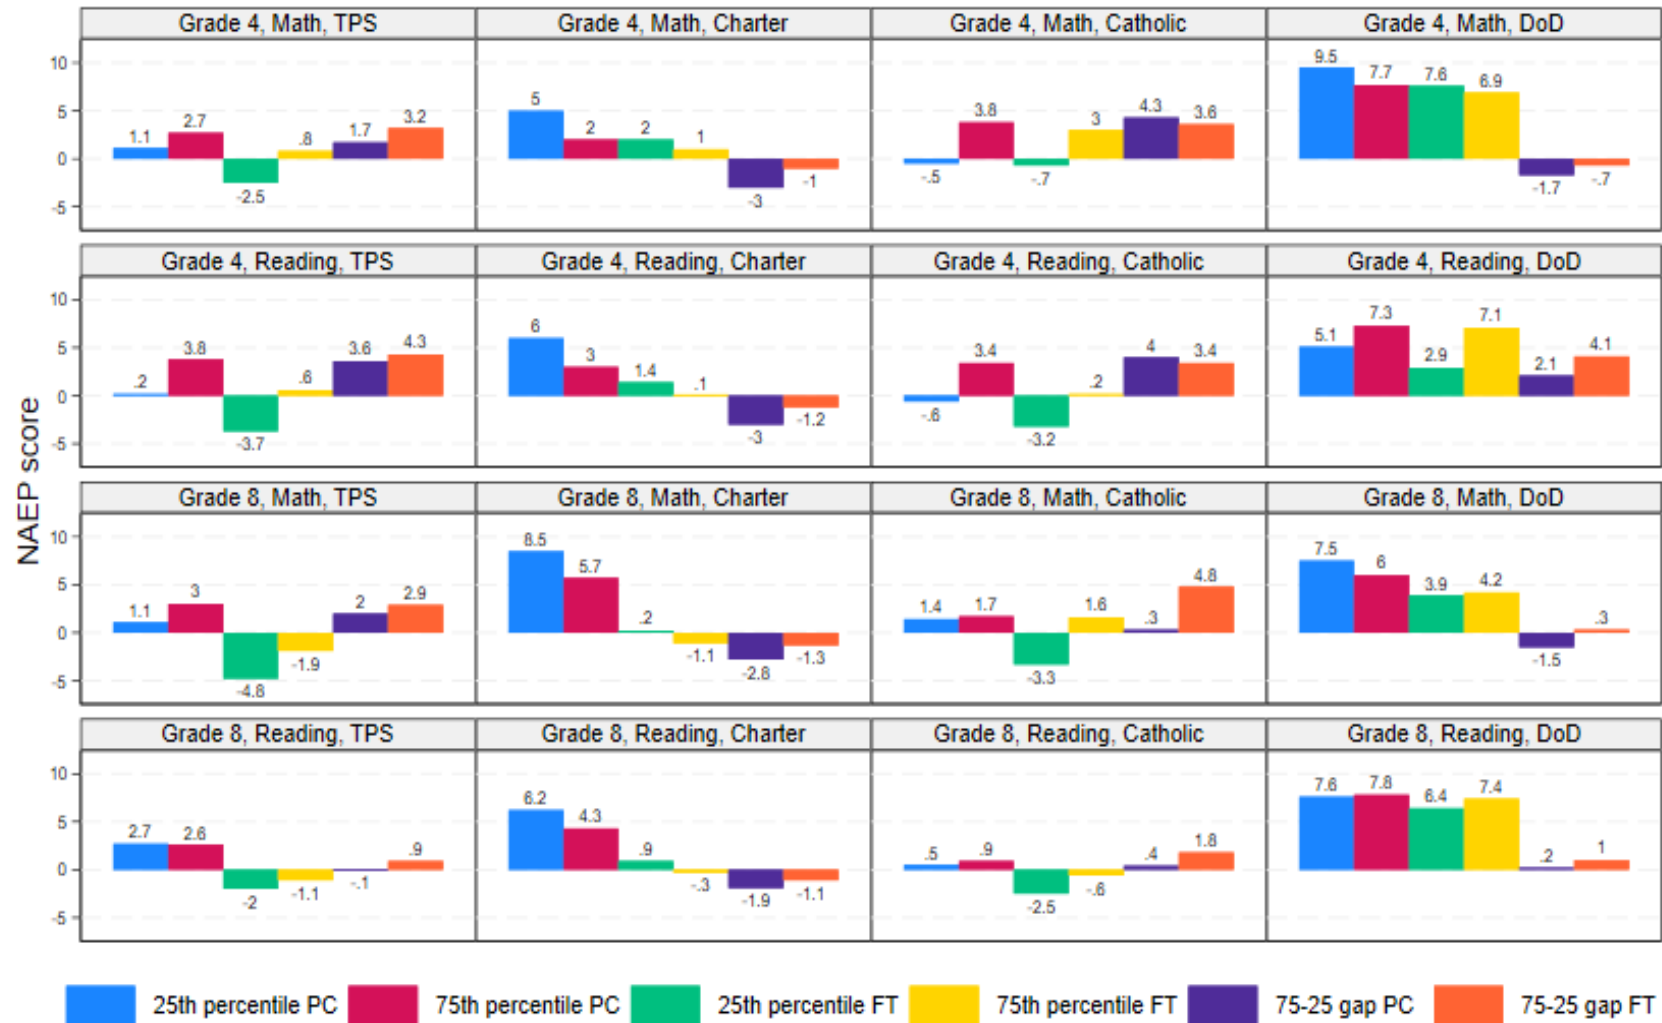 Grade 4, Math, TPS Grade 4, Math, Charter Grade 4, Math, Catholic Grade 4, Math, DoD
10
5
0
-5
1.1 2.7 -2.5 .8 1.7 3.2
5 2 2 1 -3 -1
-.5 3.8 -.7 3 4.3 3.6
9.5 7.7 7.6 6.9 -1.7 -.7
Grade 4, Reading, TPS Grade 4, Reading, Charter Grade 4, Reading, Catholic Grade 4, Reading, DoD
10
5
0
-5
.2 3.8 -3.7 .6 3.6 4.3
6 3 1.4 .1 -3 -1.2
-.6 3.4 -3.2 .2 4 3.4
5.1 7.3 2.9 7.1 2.1 4.1
NAEP score
Grade 8, Math, TPS Grade 8, Math, Charter Grade 8, Math, Catholic Grade 8, Math, DoD
10
5
0
-5
1.1 3 -4.8 -1.9 2 2.9
8.5 5.7 .2 -1.1 -2.8 -1.3
1.4 1.7 -3.3 1.6 .3 4.8
7.5 6 3.9 4.2 -1.5 .3
Grade 8, Reading, TPS Grade 8, Reading, Charter Grade 8, Reading, Catholic Grade 8, Reading, DoD
10
5
0
-5
2.7 2.6 -2 -1.1 -.1 .9
6.2 4.3 .9 -.3 -1.9 -1.1
.5 .9 -2.5 -.6 .4 1.8
7.6 7.8 6.4 7.4 .2 1
25th percentile PC 75th percentile PC 25th percentile FT 75th percentile FT 75-25 gap PC 75-25 gap FT